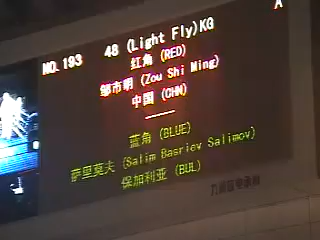 A
NO. 193 48 (Light Fly)KG
红角 (RED)
邹市明 (Zou Shi Ming)
中国 (CHN)
蓝角 (BLUE)
萨里莫夫 (Salim Basriev Salimov)
保加利亚 (BUL)